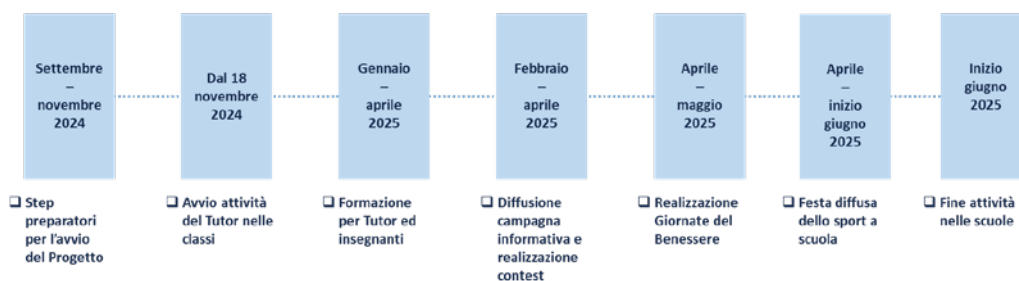 Settembre
–
novembre
2024
Dal 18
novembre
2024
Gennaio
–
aprile
2025
Febbraio
–
aprile
2025
Aprile
–
maggio
2025
Aprile
–
inizio
giugno
2025
Inizio
giugno
2025
❑ Step
preparatori
per l'avvio
del Progetto
❑ Avvio attività
del Tutor nelle
classi
❑ Formazione
per Tutor ed
insegnanti
❑ Diffusione
campagna
informativa e
realizzazione
contest
❑ Realizzazione
Giornate del
Benessere
❑ Festa diffusa
dello sport a
scuola
❑ Fine attività
nelle scuole